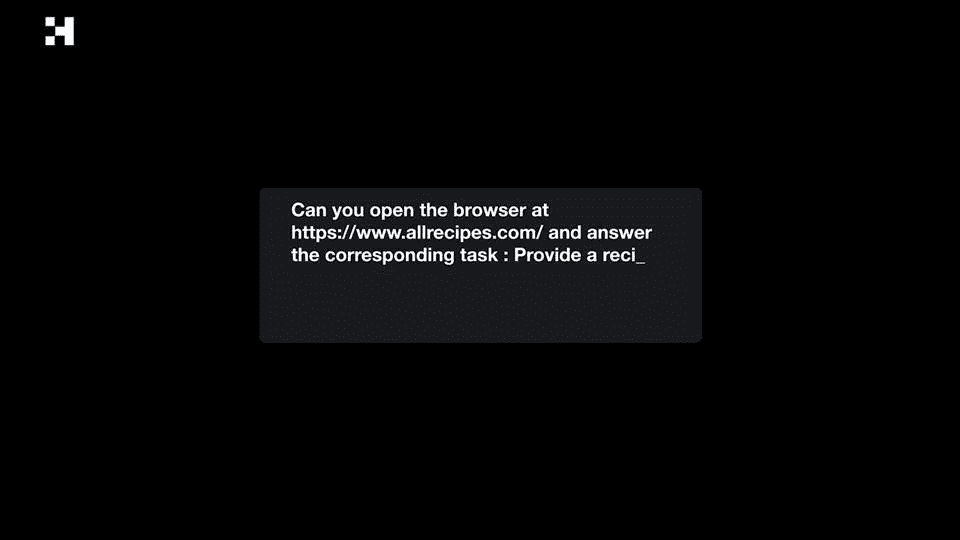 Can you open the browser at
https://www.allrecipes.com/ and answer
the corresponding task : Provide a reci_